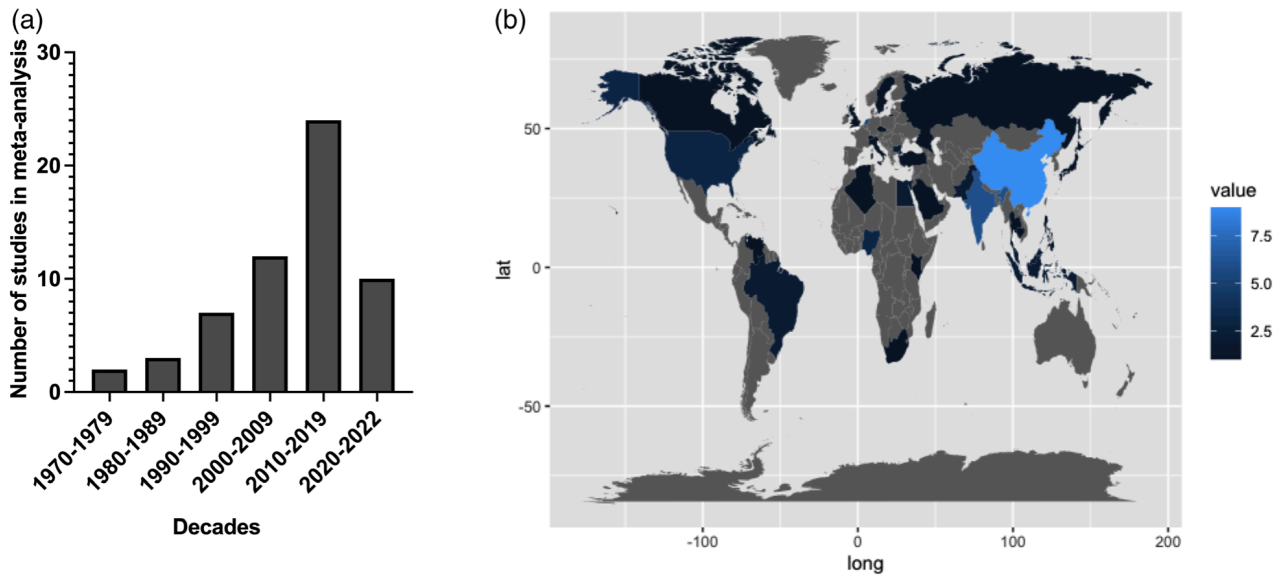 (a)
Number of studies in meta-analysis
30
20
10
0
1970-1979
1980-1989
1990-1999
2000-2009
2010-2019
2020-2022
Decades
(b)
lat
50
0
-50
-100
0
100
200
long
value
7.5
5.0
2.5